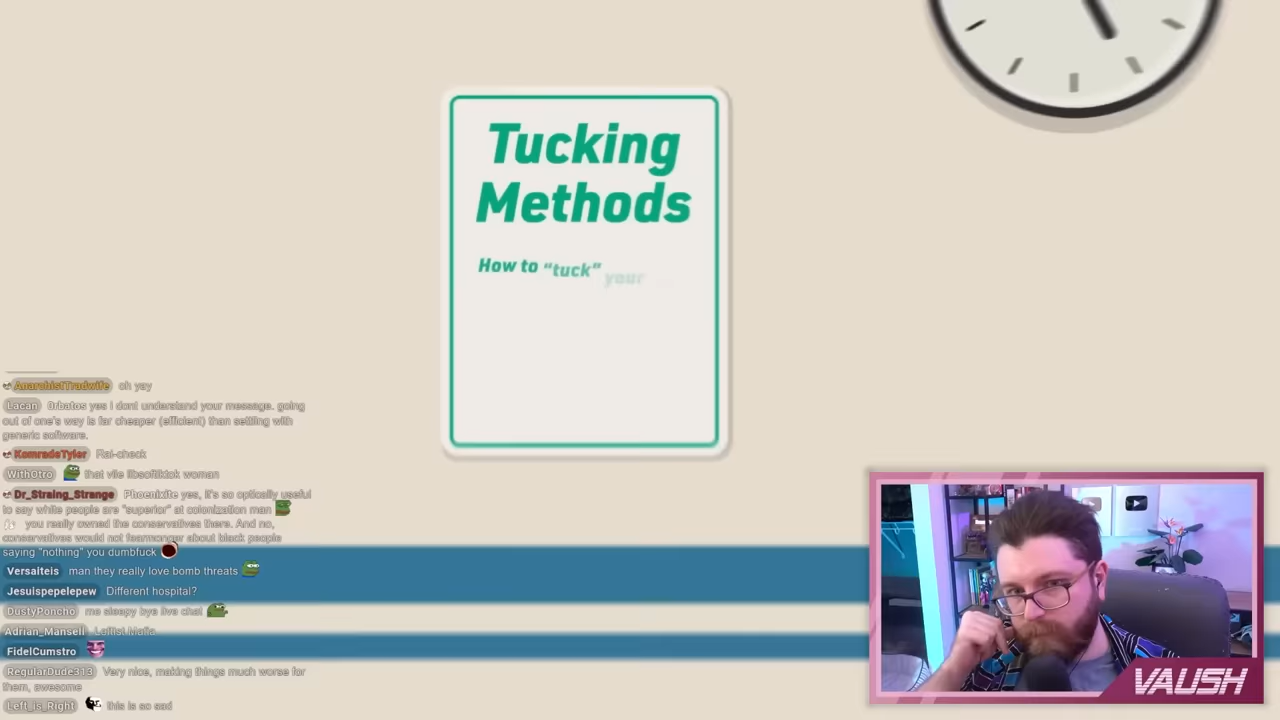 Tucking
Methods
How to “tuck” your
AnarchistTradwife oh yay
Lacan Orbatos yes i dont understand your message. going
out of one's way is far cheaper (efficient) than settling with
generic software.
KomradeTyler Rai-check
WithOtro that vile libsoftiktok woman
Dr_Straing_Strange Phoenixite yes, it's so optically useful
to say white people are "superior" at colonization man
you really owned the conservatives there. And no,
conservatives would not fearmonger about black people
saying "nothing" you dumbfuck
Versalteis man they really love bomb threats
Jesuispepelepew Different hospital?
DustyPoncho me sleepy bye live chat
Adrian_Mansell Leftist Mafia
FidelCumstro
RegularDude313 Very nice, making things much worse for
them, awesome
Left_is_Right this is so sad
VAUSH